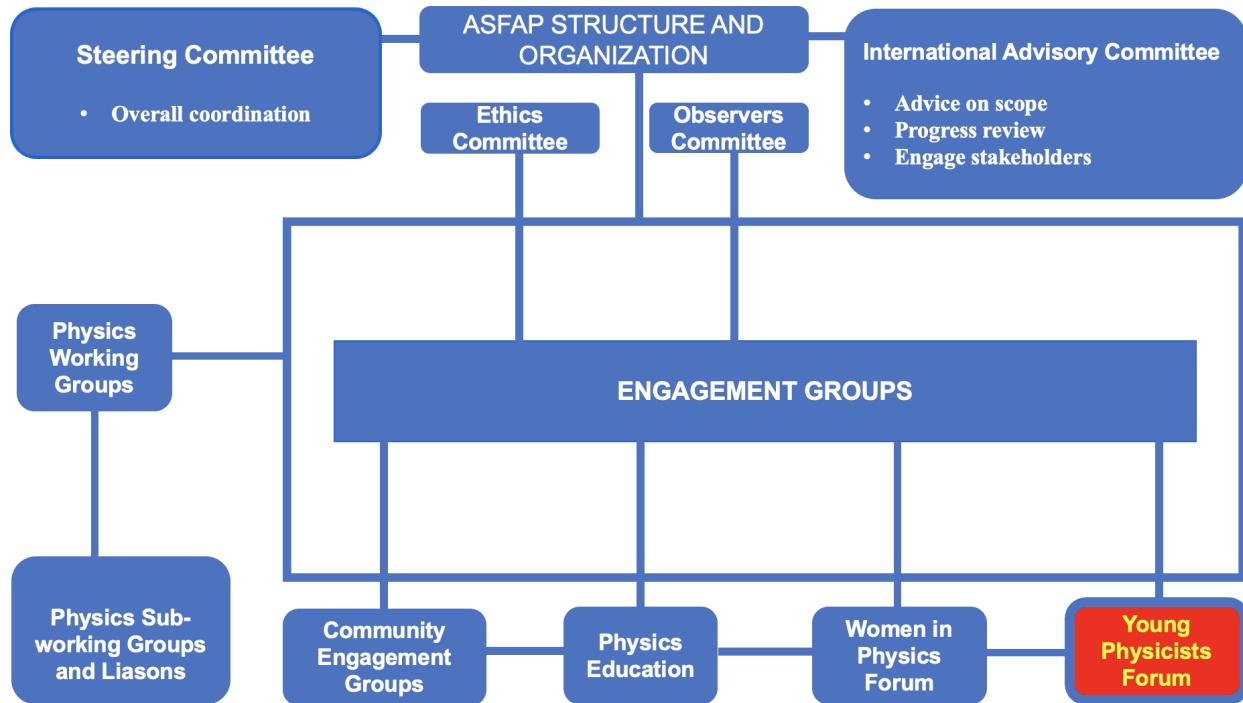 ASFAP STRUCTURE AND
ORGANIZATION
Steering Committee
• Overall coordination
International Advisory Committee
• Advice on scope
• Progress review
• Engage stakeholders
Ethics
Committee
Observers
Committee
Physics
Working
Groups
ENGAGEMENT GROUPS
Physics Sub-
working Groups
and Liasons
Community
Engagement
Groups
Physics
Education
Women in
Physics
Forum
Young
Physicists
Forum